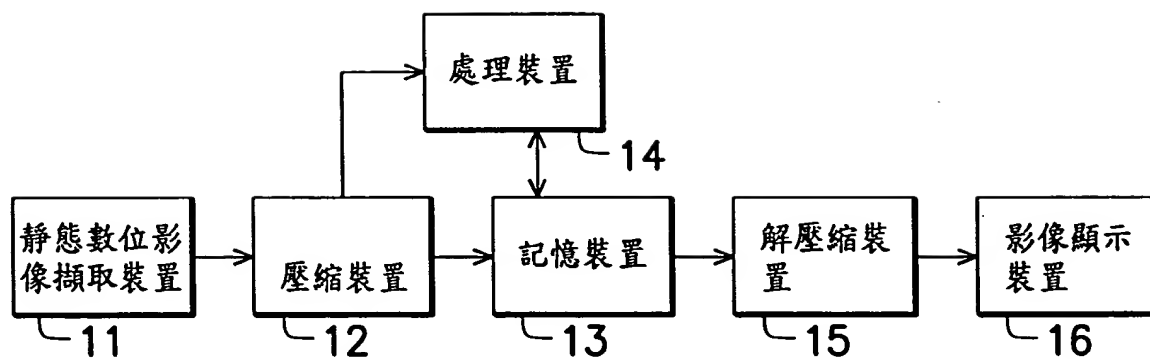 處理裝置
14
靜態數位影
像擷取裝置
11
壓縮裝置
12
記憶裝置
13
解壓縮裝
置
15
影像顯示
裝置
16